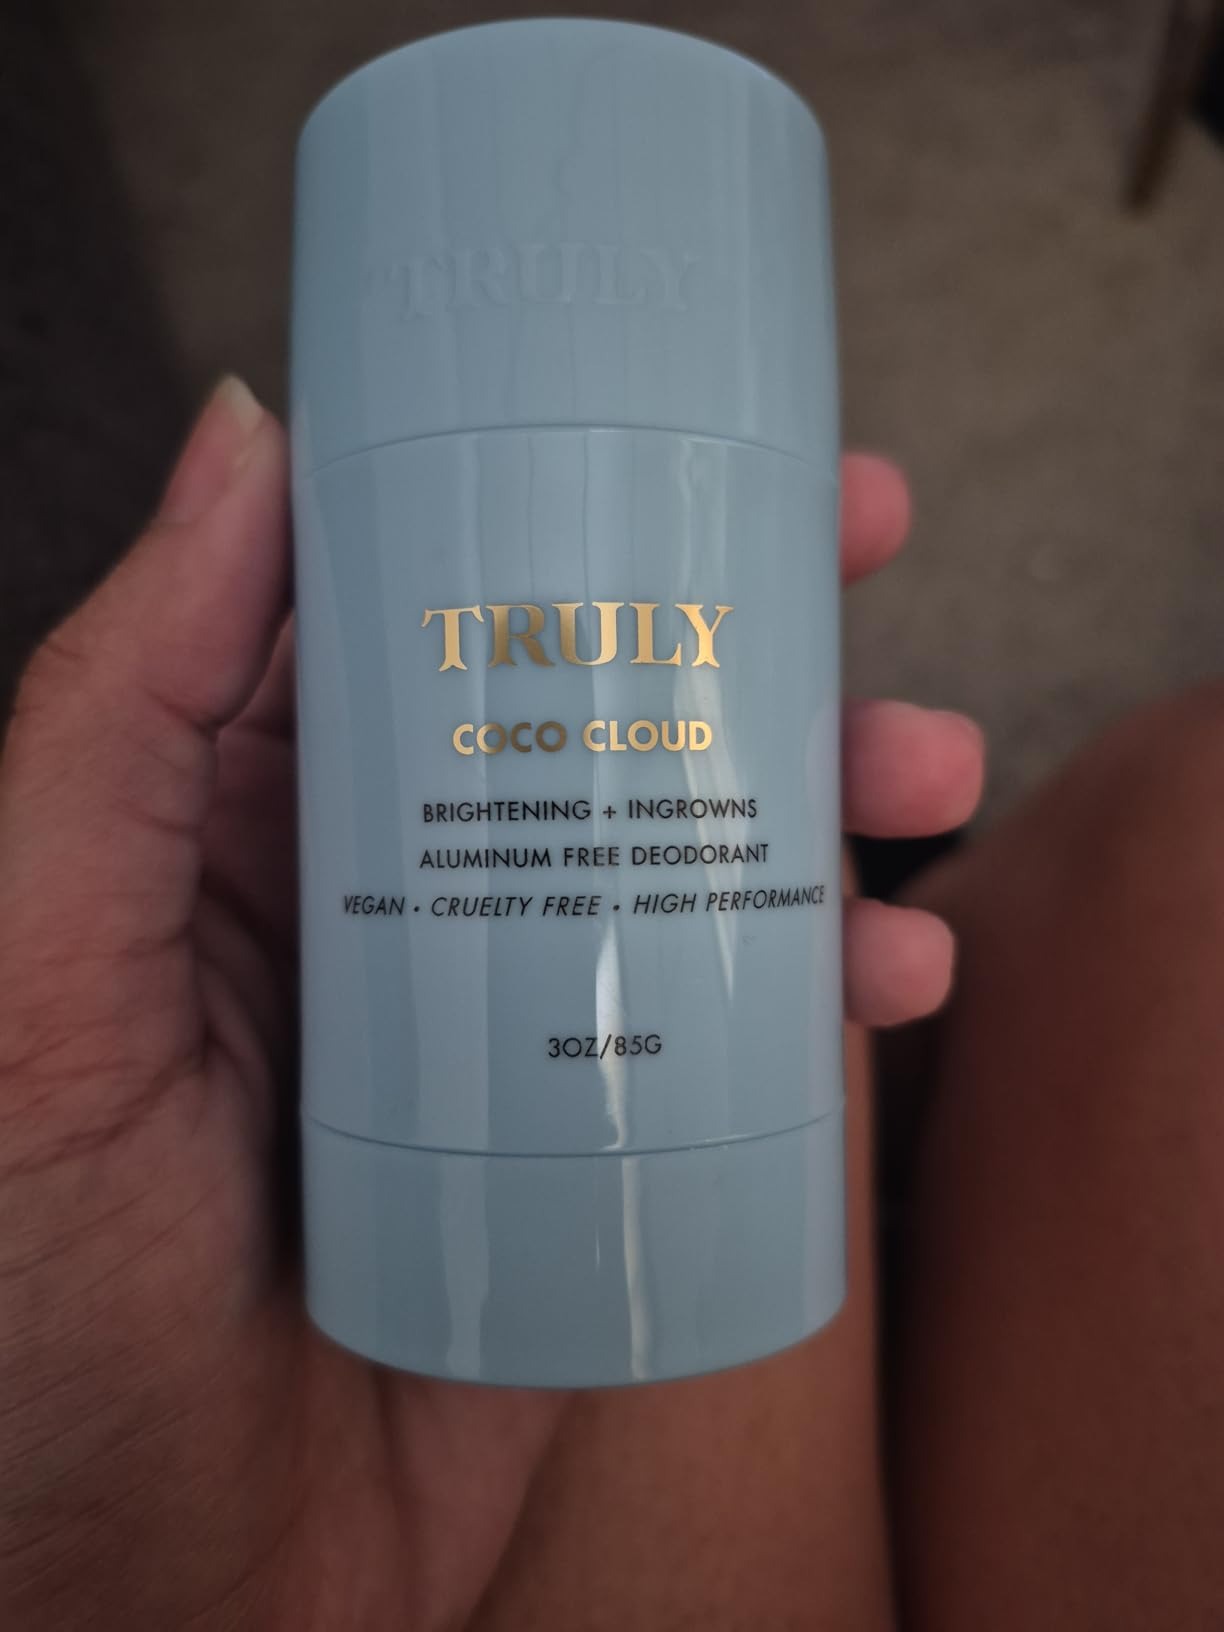 TRULY
TRULY
COCO CLOUD
BRIGHTENING + INGROWNS
ALUMINUM FREE DEODORANT
VEGAN • CRUELTY FREE • HIGH PERFORMANCE
3OZ/85G